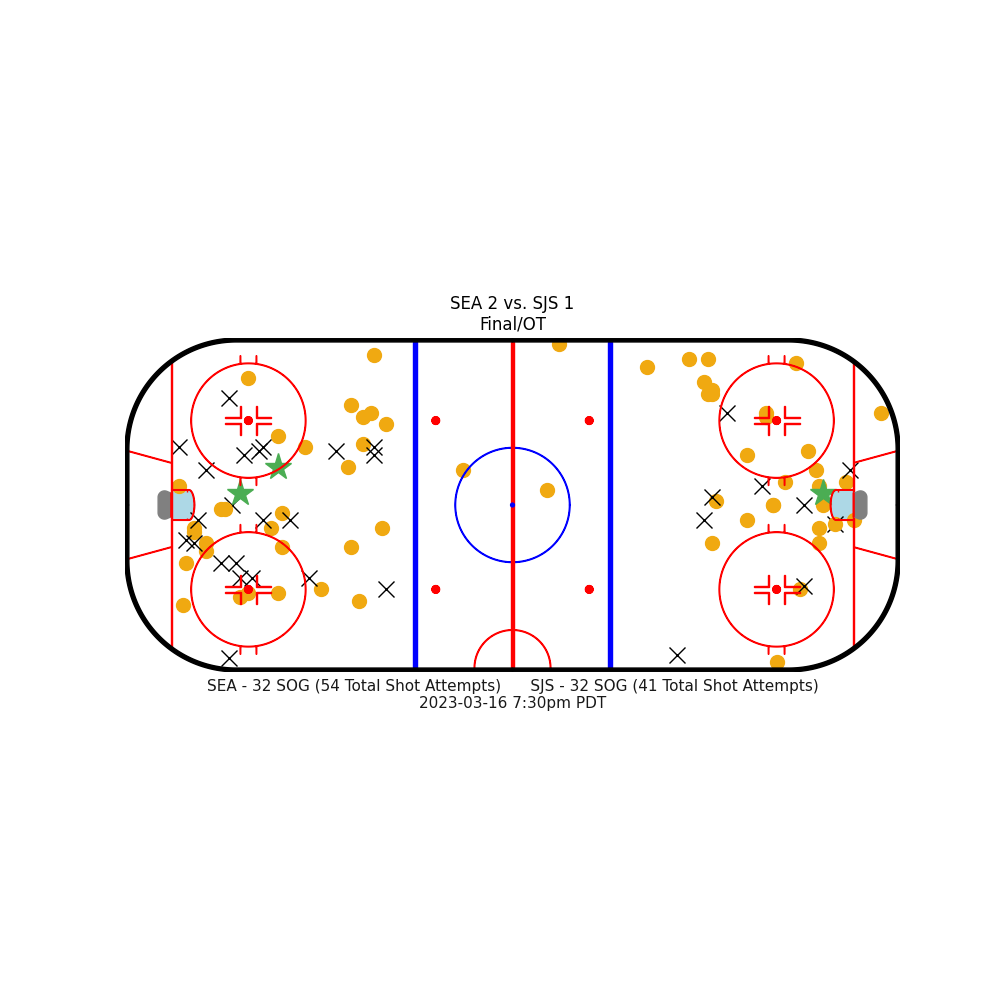 SEA 2 vs. SJS 1
Final/OT
SEA - 32 SOG (54 Total Shot Attempts) SJS - 32 SOG (41 Total Shot Attempts)
2023-03-16 7:30pm PDT